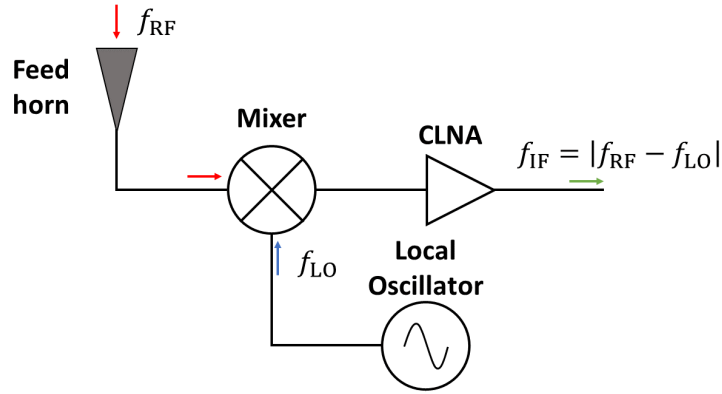 f_RF
Feed
horn
Mixer
CLNA
f_IF = |f_RF − f_LO|
f_LO
Local
Oscillator